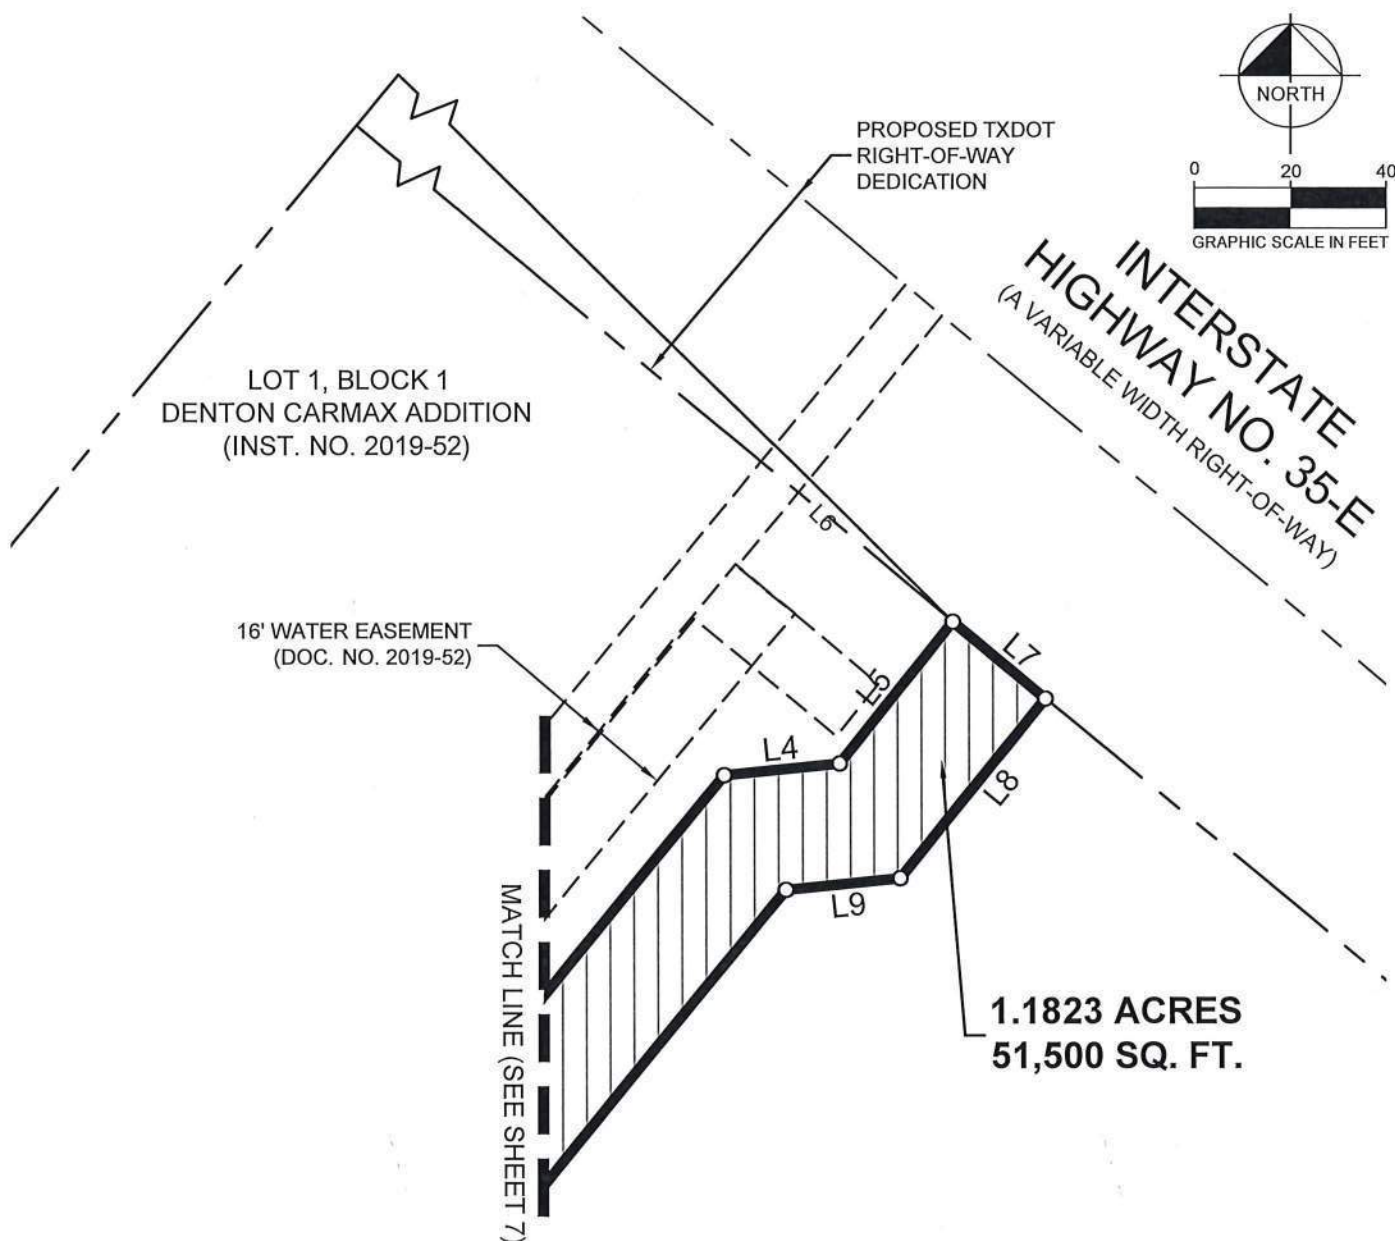 PROPOSED TXDOT
RIGHT-OF-WAY
DEDICATION
NORTH
0 20 40
GRAPHIC SCALE IN FEET
INTERSTATE
HIGHWAY NO. 35-E
(A VARIABLE WIDTH RIGHT-OF-WAY)
LOT 1, BLOCK 1
DENTON CARMAX ADDITION
(INST. NO. 2019-52)
L6
16' WATER EASEMENT
(DOC. NO. 2019-52)
L7
L5
L4
L8
L9
MATCH LINE (SEE SHEET 7)
1.1823 ACRES
51,500 SQ. FT.